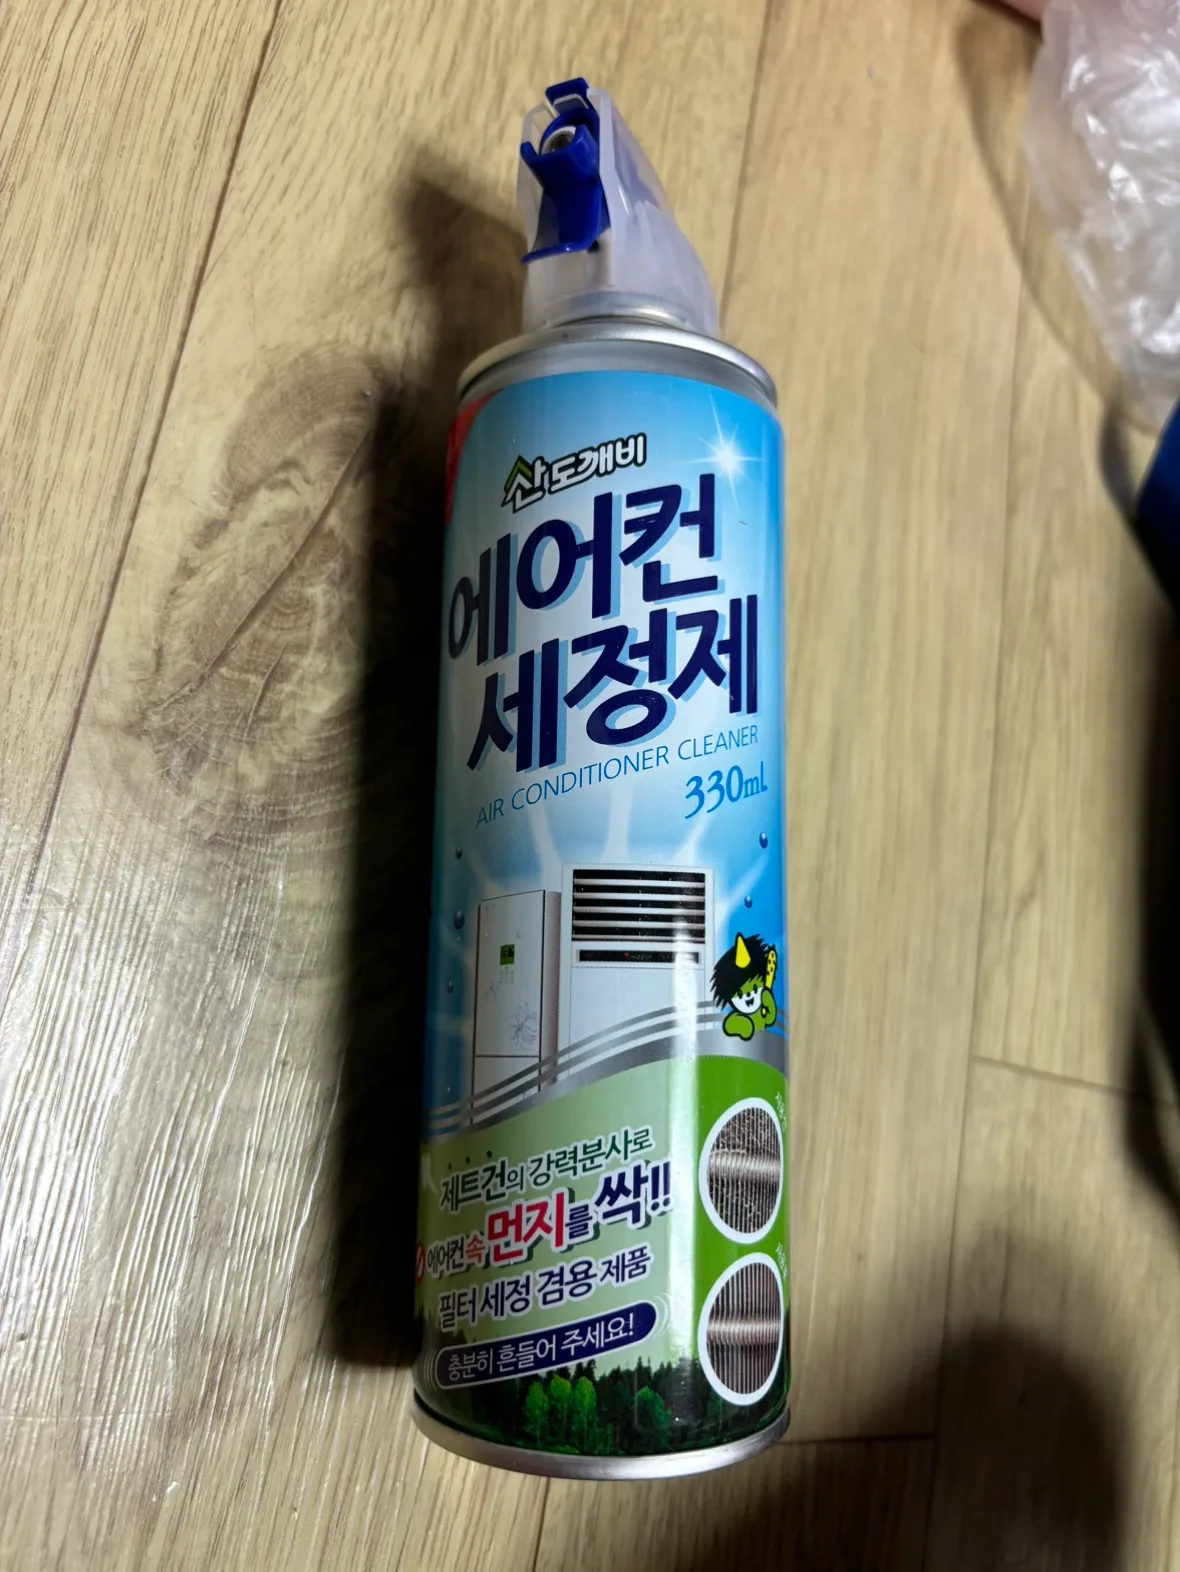 산도깨비
에어컨
세정제
AIR CONDITIONER CLEANER
330mL
제트건의 강력분사로
에어컨 속 먼지를 싹!!
필터 세정 겸용 제품
충분히 흔들어 주세요!